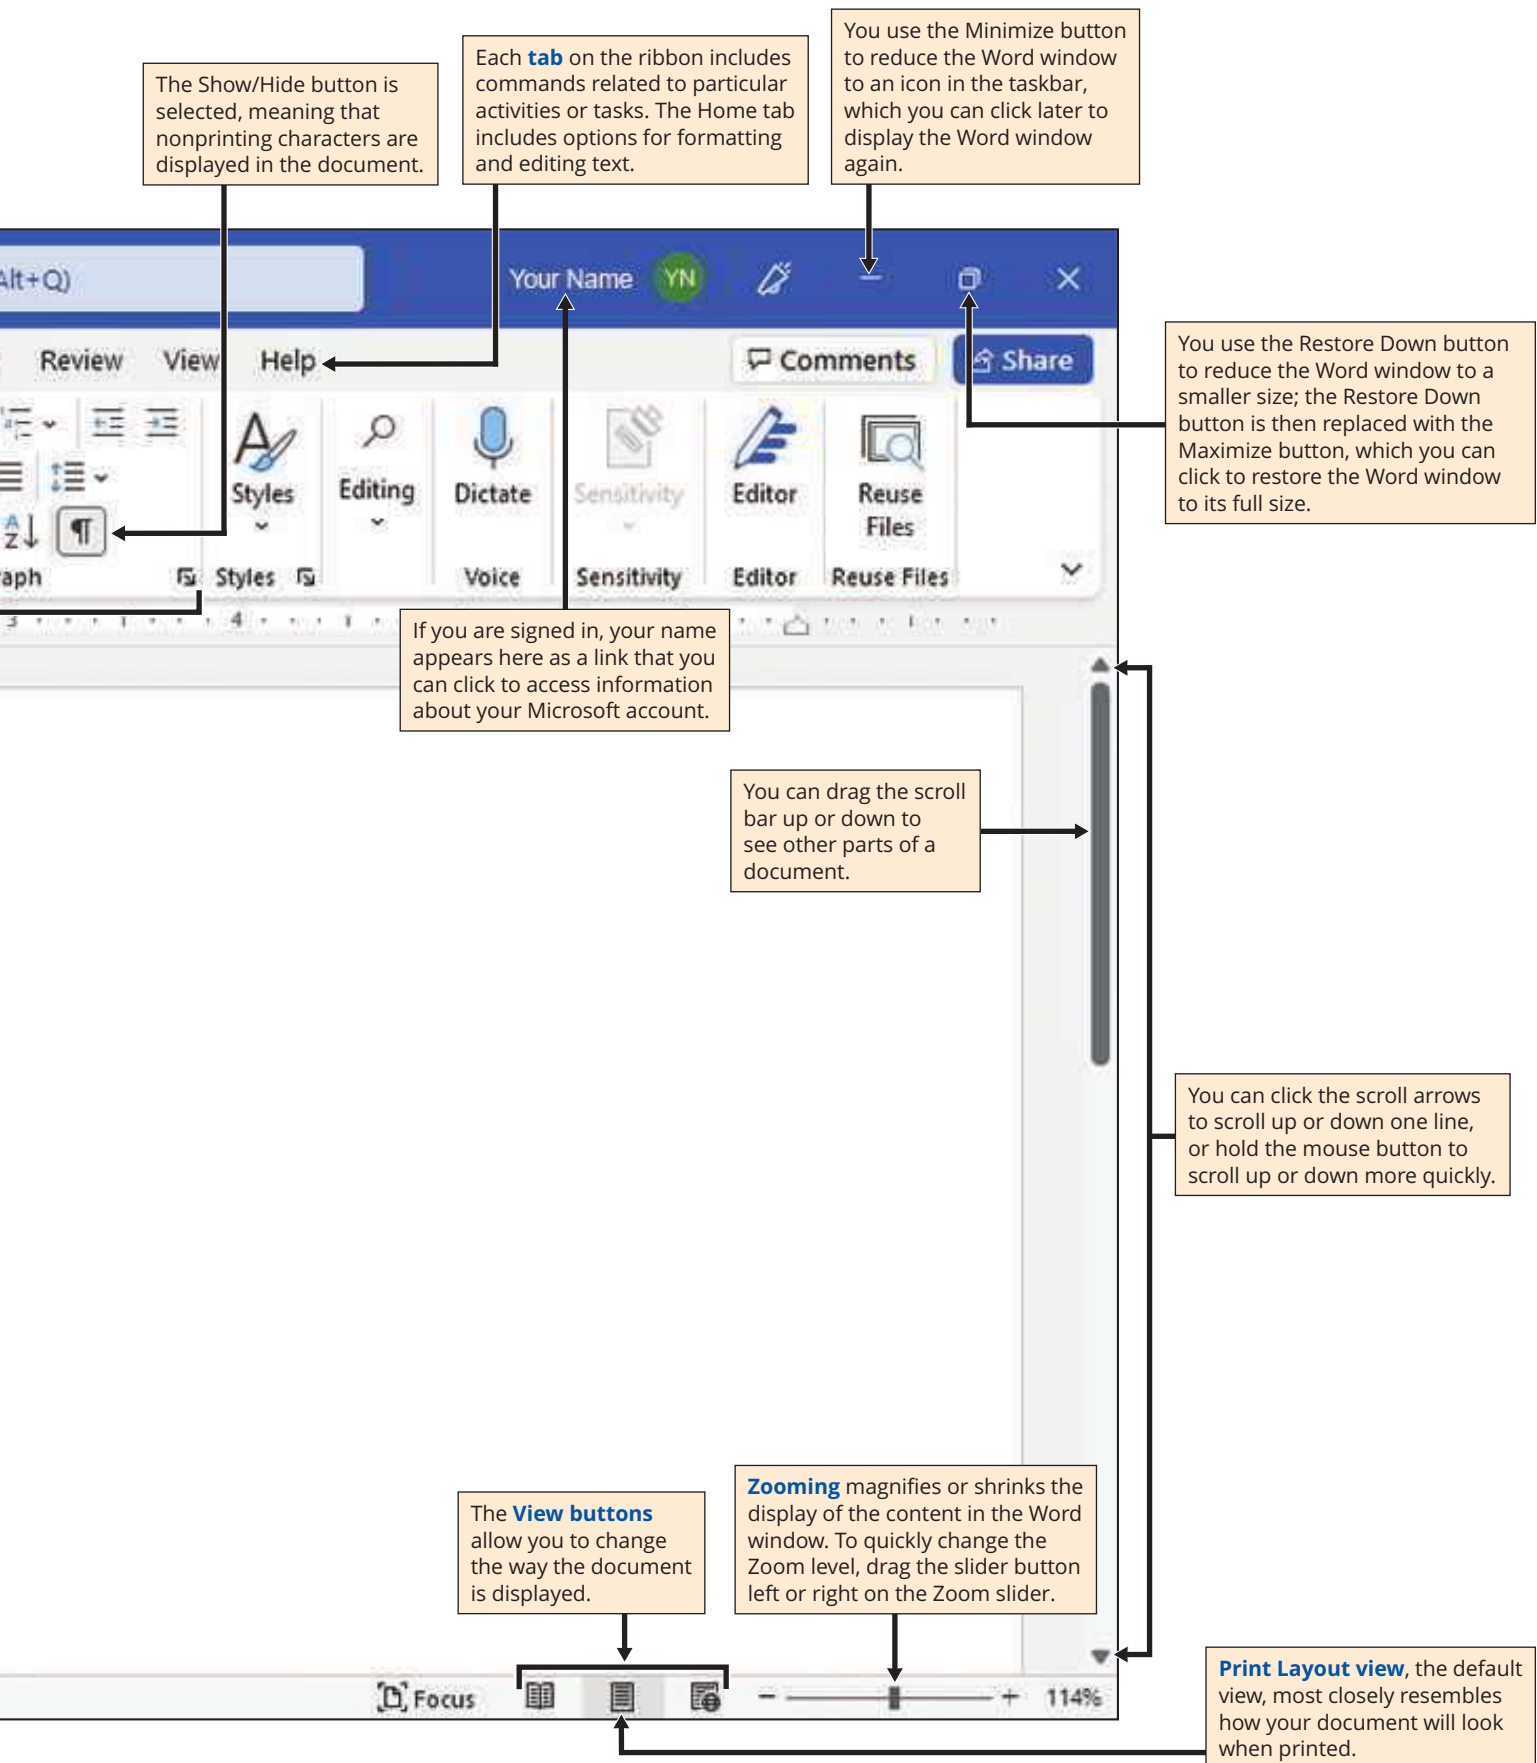 You use the Minimize button
to reduce the Word window
to an icon in the taskbar,
which you can click later to
display the Word window
again.
Each tab on the ribbon includes
commands related to particular
activities or tasks. The Home tab
includes options for formatting
and editing text.
The Show/Hide button is
selected, meaning that
nonprinting characters are
displayed in the document.
Alt+Q)
Your Name YN
Review View Help
Comments Share
You use the Restore Down button
to reduce the Word window to a
smaller size; the Restore Down
button is then replaced with the
Maximize button, which you can
click to restore the Word window
to its full size.
Styles Editing Dictate Sensitivity Editor Reuse
Files
A
Z
¶
aph Styles Voice Sensitivity Editor Reuse Files
3 4
If you are signed in, your name
appears here as a link that you
can click to access information
about your Microsoft account.
You can drag the scroll
bar up or down to
see other parts of a
document.
You can click the scroll arrows
to scroll up or down one line,
or hold the mouse button to
scroll up or down more quickly.
Zooming magnifies or shrinks the
display of the content in the Word
window. To quickly change the
Zoom level, drag the slider button
left or right on the Zoom slider.
The View buttons
allow you to change
the way the document
is displayed.
Focus 114%
Print Layout view, the default
view, most closely resembles
how your document will look
when printed.